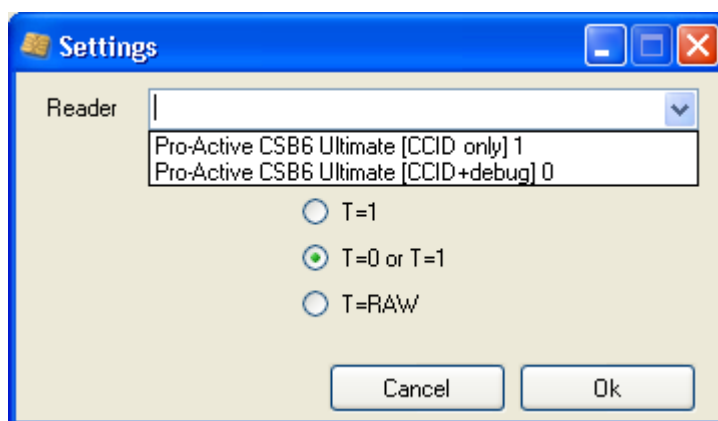 Settings
Reader
Pro-Active CSB6 Ultimate [CCID only] 1
Pro-Active CSB6 Ultimate [CCID+debug] 0
T=1
T=0 or T=1
T=RAW
Cancel Ok